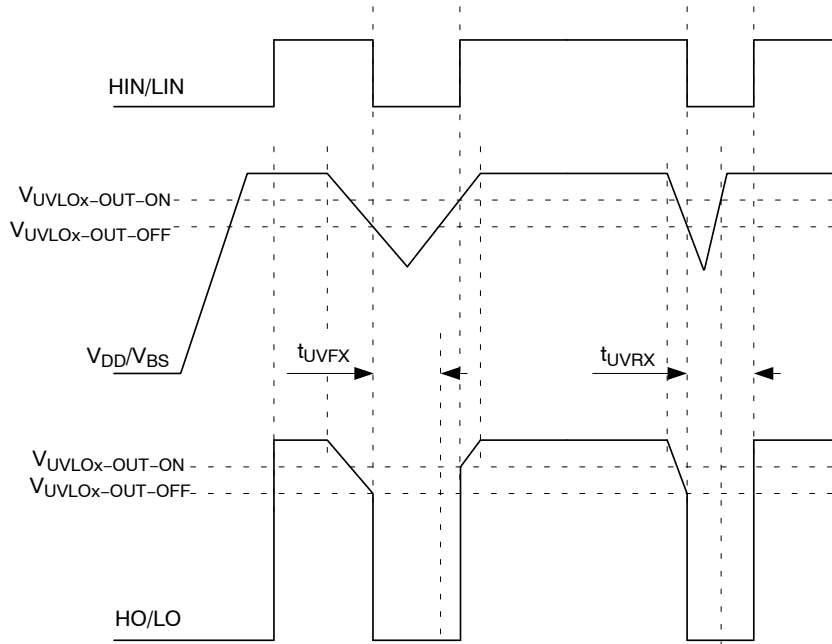 HIN/LIN
VUVLOx-OUT-ON
VUVLOx-OUT-OFF
VDD/VBS
tUVFX
tUVRX
VUVLOx-OUT-ON
VUVLOx-OUT-OFF
HO/LO